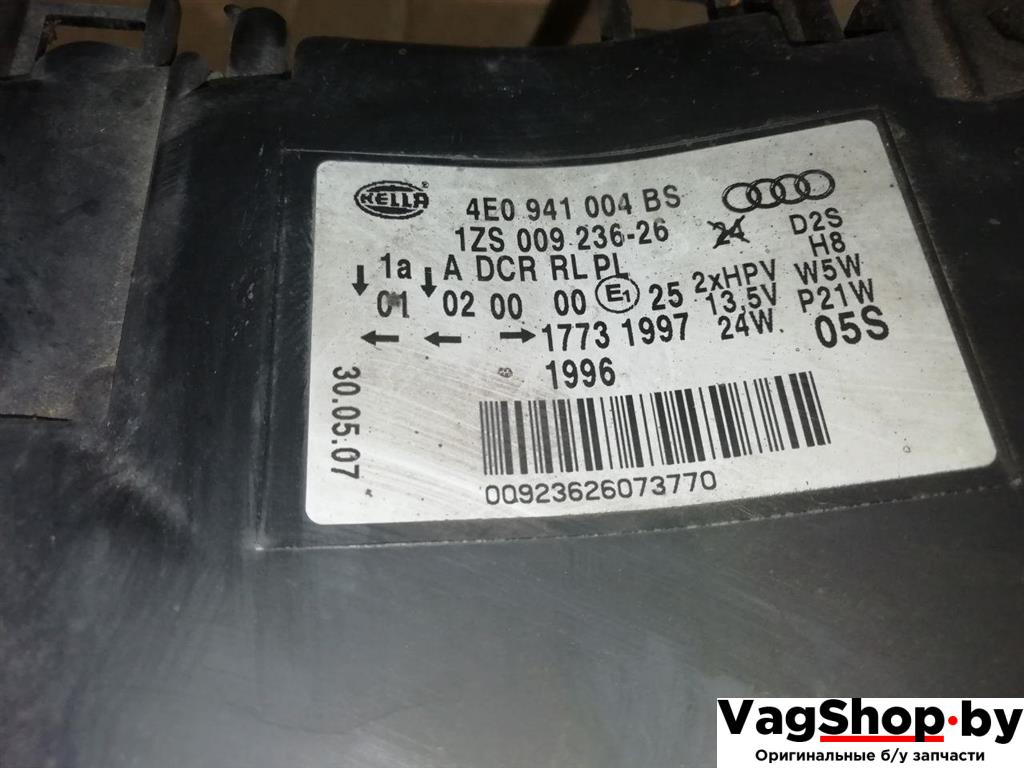 HELLA ®
4E0 941 004 BS
1ZS 009 236-26 24 D2S
1a A DCR RL PL 2xHPV H8
01 02 00 00 E1 25 13,5V W5W
1773 1997 24W P21W
1996 05S
30.05.07
00923626073770
VagShop.by
Оригинальные б/у запчасти